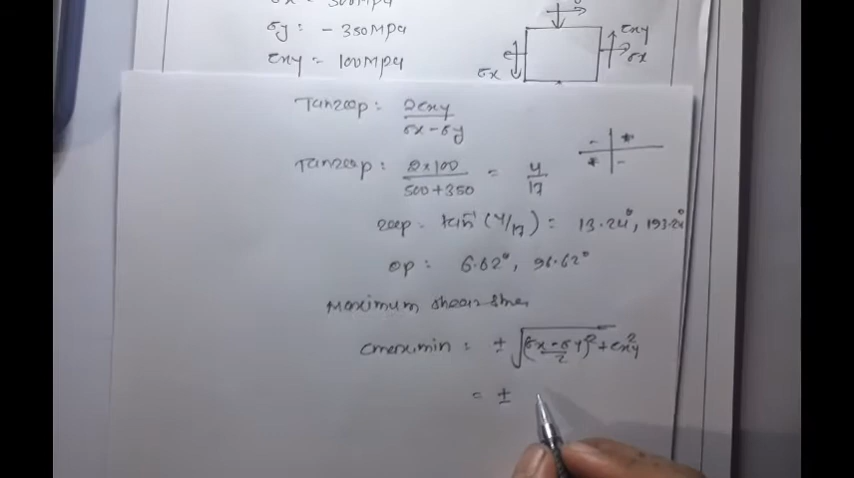 σx = 500MPa
σy = - 350MPa
τxy = 100MPa
τxy
σx
σx
Tan2θp = 2τxy / σx-σy
Tan2θp = 2×100 / 500+350 = 4/17
2θp = tan⁻¹ (4/17) = 13.24°, 193.24°
θp = 6.62°, 96.62°
Maximum shear stress
τmax,min = ± √(σx-σy / 2)² + τxy²
= ±